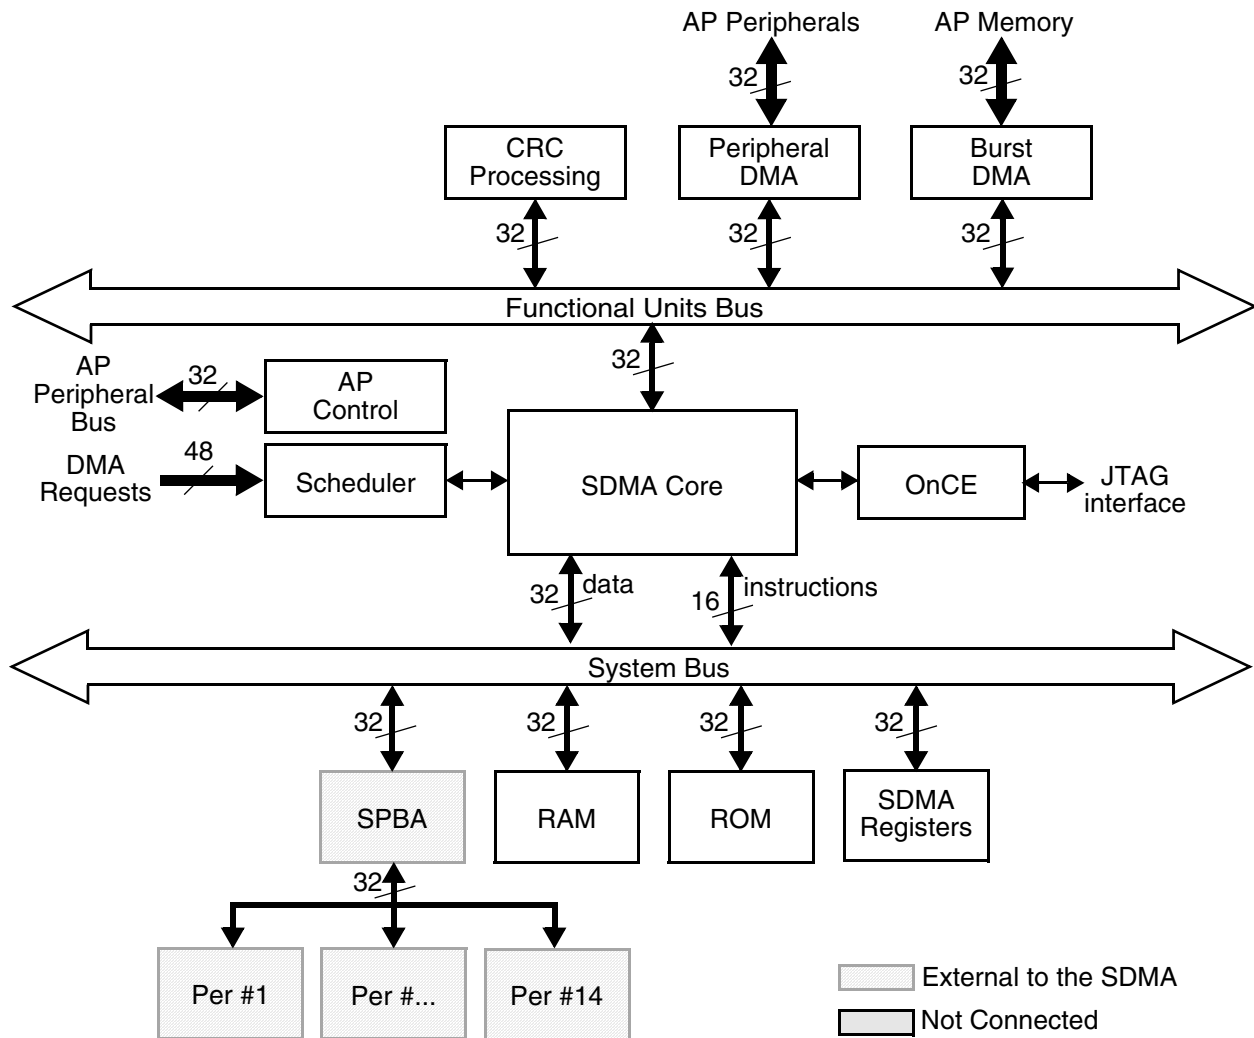 AP Peripherals
AP Memory
32
32
CRC
Processing
Peripheral
DMA
Burst
DMA
32
32
32
Functional Units Bus
AP
Peripheral
Bus
32
AP
Control
32
DMA
Requests
48
Scheduler
SDMA Core
OnCE
JTAG
interface
32
data
16
instructions
System Bus
32
32
32
32
SPBA
RAM
ROM
SDMA
Registers
32
Per #1
Per #...
Per #14
External to the SDMA
Not Connected